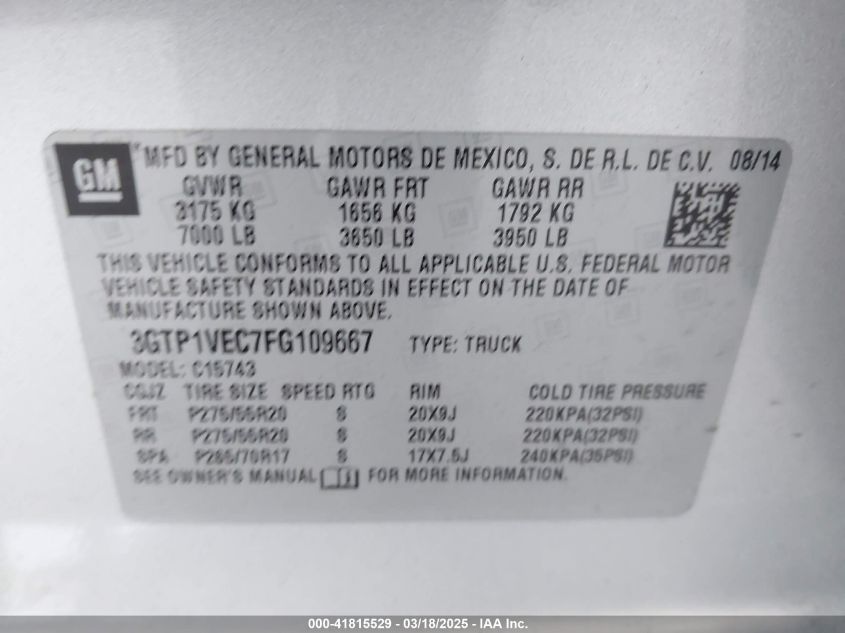 GM
MFD BY GENERAL MOTORS DE MEXICO, S. DE R.L. DE C.V. 08/14
GVWR GAWR FRT GAWR RR
3175 KG 1656 KG 1792 KG
7000 LB 3650 LB 3950 LB
THIS VEHICLE CONFORMS TO ALL APPLICABLE U.S. FEDERAL MOTOR
VEHICLE SAFETY STANDARDS IN EFFECT ON THE DATE OF
MANUFACTURE SHOWN ABOVE.
3GTP1VEC7FG109667 TYPE: TRUCK
MODEL: C15743
CGJZ TIRE SIZE SPEED RTG RIM COLD TIRE PRESSURE
FRT P275/55R20 S 20X9J 220KPA(32PSI)
RR P275/55R20 S 20X9J 220KPA(32PSI)
SPA P265/70R17 S 17X7.5J 240KPA(35PSI)
SEE OWNER'S MANUAL FOR MORE INFORMATION.
000-41815529 - 03/18/2025 - IAA Inc.